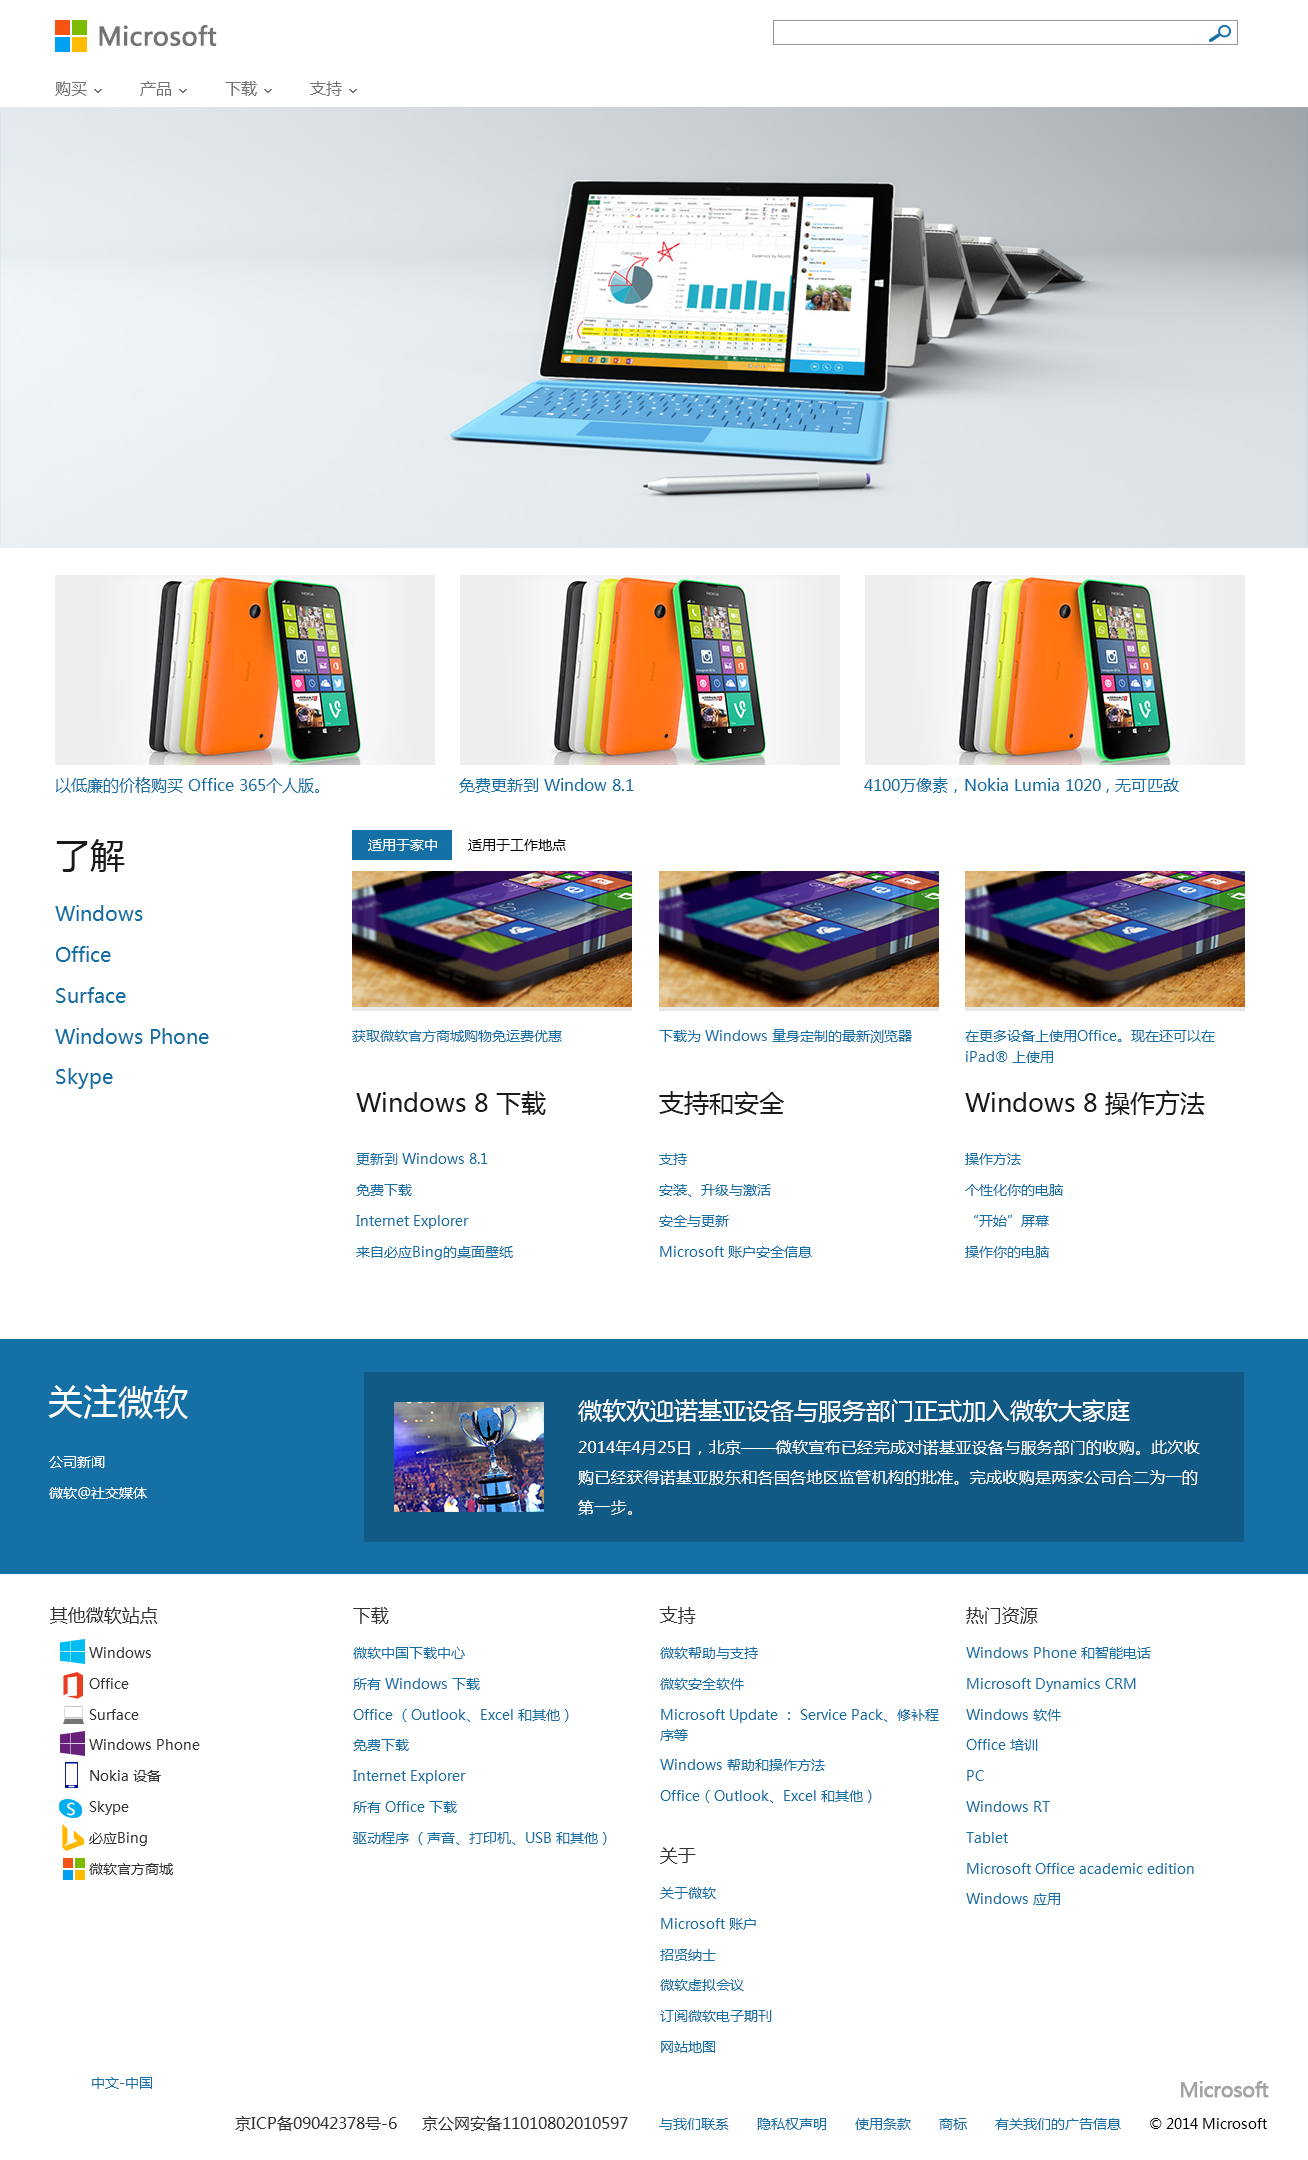 Microsoft
购买
产品
下载
支持
以低廉的价格购买 Office 365个人版。
免费更新到 Window 8.1
4100万像素，Nokia Lumia 1020，无可匹敌
了解
Windows
Office
Surface
Windows Phone
Skype
适用于家中
适用于工作地点
获取微软官方商城购物免运费优惠
下载为 Windows 量身定制的最新浏览器
在更多设备上使用Office。现在还可以在
iPad® 上使用
Windows 8 下载
更新到 Windows 8.1
免费下载
Internet Explorer
来自必应Bing的桌面壁纸
支持和安全
支持
安装、升级与激活
安全与更新
Microsoft 账户安全信息
Windows 8 操作方法
操作方法
个性化你的电脑
“开始”屏幕
操作你的电脑
关注微软
公司新闻
微软@社交媒体
微软欢迎诺基亚设备与服务部门正式加入微软大家庭
2014年4月25日，北京——微软宣布已经完成对诺基亚设备与服务部门的收购。此次收
购已经获得诺基亚股东和各国各地区监管机构的批准。完成收购是两家公司合二为一的
第一步。
其他微软站点
Windows
Office
Surface
Windows Phone
Nokia 设备
Skype
必应Bing
微软官方商城
下载
微软中国下载中心
所有 Windows 下载
Office（Outlook、Excel 和其他）
免费下载
Internet Explorer
所有 Office 下载
驱动程序（声音、打印机、USB 和其他）
支持
微软帮助与支持
微软安全软件
Microsoft Update ： Service Pack、修补程
序等
Windows 帮助和操作方法
Office（Outlook、Excel 和其他）
关于
关于微软
Microsoft 账户
招贤纳士
微软虚拟会议
订阅微软电子期刊
网站地图
热门资源
Windows Phone 和智能电话
Microsoft Dynamics CRM
Windows 软件
Office 培训
PC
Windows RT
Tablet
Microsoft Office academic edition
Windows 应用
中文-中国
Microsoft
京ICP备09042378号-6 京公网安备11010802010597 与我们联系 隐私权声明 使用条款 商标 有关我们的广告信息 © 2014 Microsoft